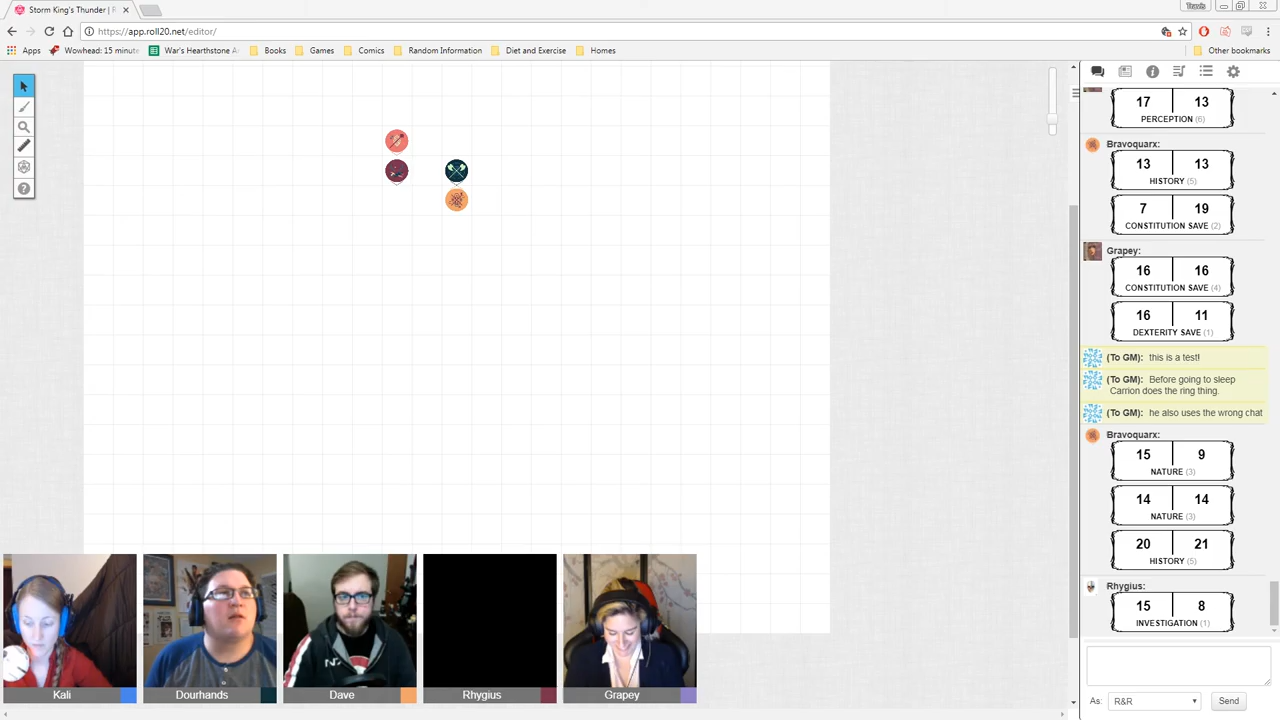 Storm King's Thunder | R
Travis
https://app.roll20.net/editor/
Apps
Wowhead: 15 minute
War's Hearthstone A
Books
Games
Comics
Random Information
Diet and Exercise
Homes
Other bookmarks
17 13
PERCEPTION (6)
Bravoquarx:
13 13
HISTORY (5)
7 19
CONSTITUTION SAVE (2)
Grapey:
16 16
CONSTITUTION SAVE (4)
16 11
DEXTERITY SAVE (1)
(To GM): this is a test!
(To GM): Before going to sleep
Carrion does the ring thing.
(To GM): he also uses the wrong chat
Bravoquarx:
15 9
NATURE (3)
14 14
NATURE (3)
20 21
HISTORY (5)
Rhygius:
15 8
INVESTIGATION (1)
As: R&R
Send
Kali
Dourhands
Dave
Rhygius
Grapey
N7